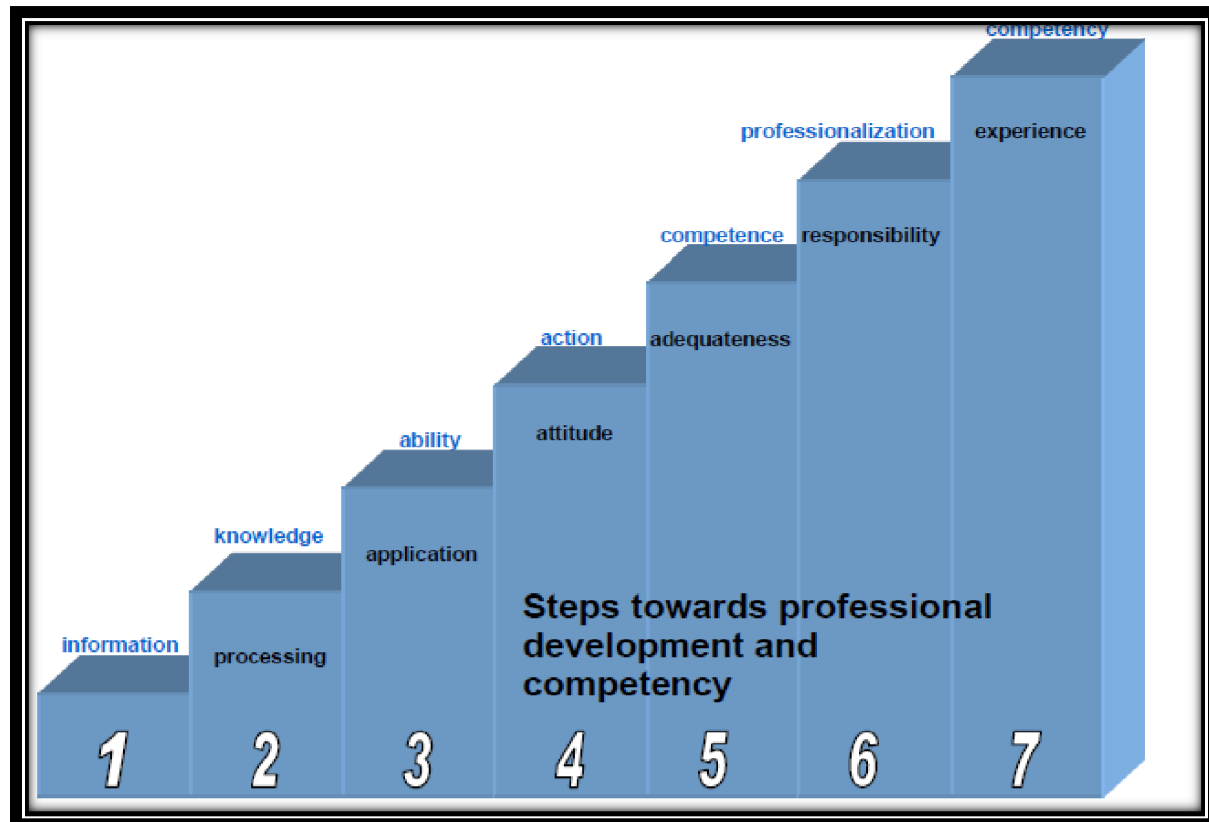 competency
professionalization
experience
competence
responsibility
action
adequateness
ability
attitude
knowledge
application
information
processing
Steps towards professional
development and
competency
1 2 3 4 5 6 7